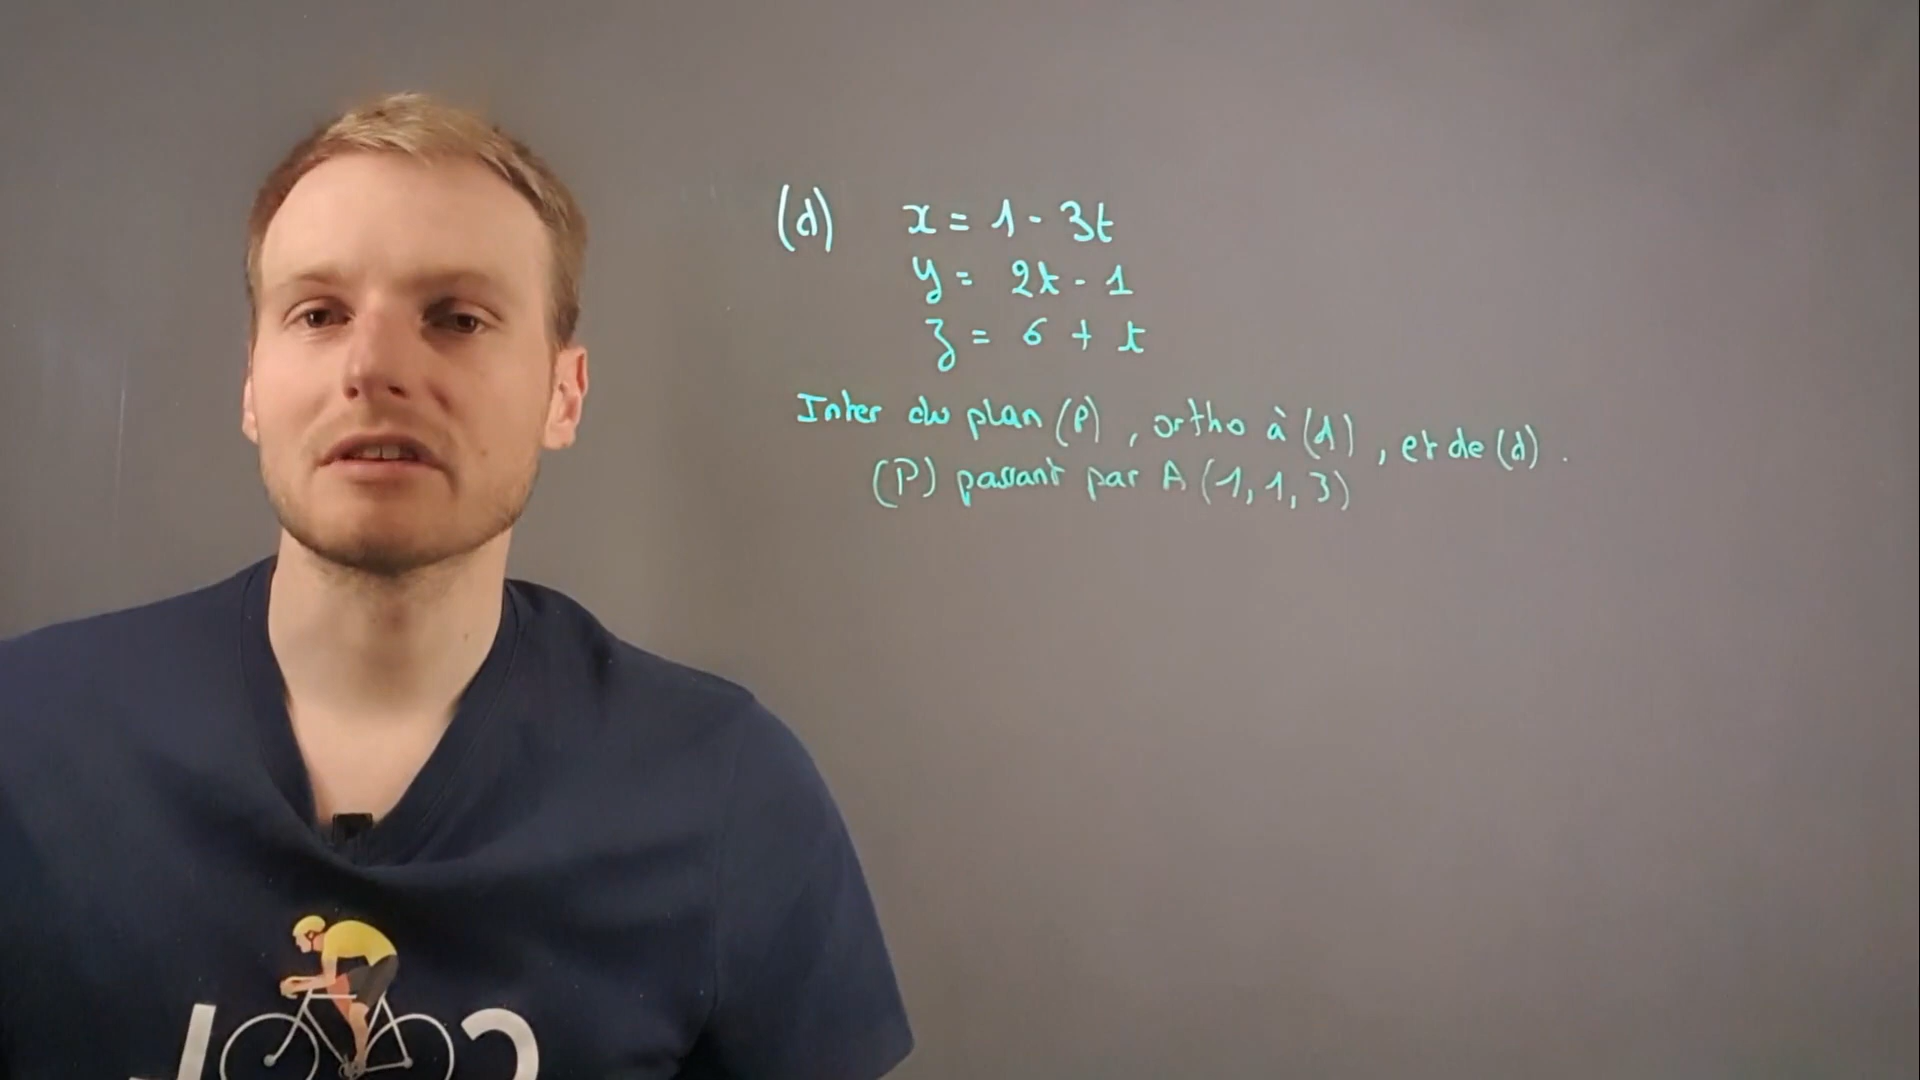 (d) x = 1 - 3t
y = 2t - 1
z = 6 + t
Inter du plan (P), ortho à (d), et de (d).
(P) passant par A (1, 1, 3)